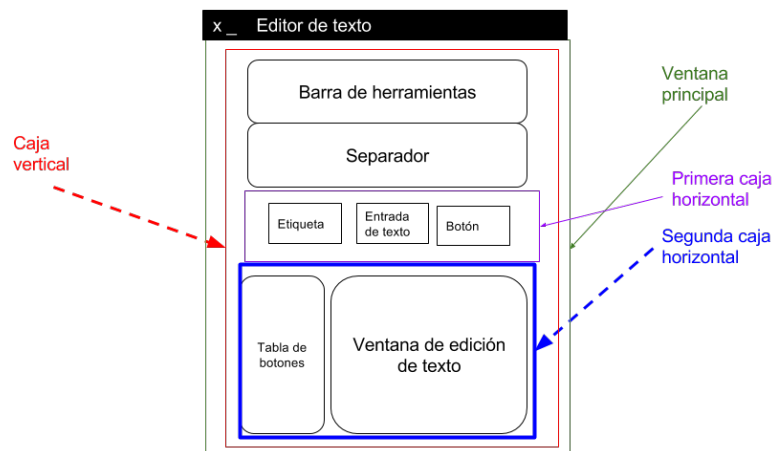 x _ Editor de texto
Ventana
principal
Barra de herramientas
Caja
vertical
Separador
Primera caja
horizontal
Etiqueta
Entrada
de texto
Botón
Segunda caja
horizontal
Tabla de
botones
Ventana de edición
de texto